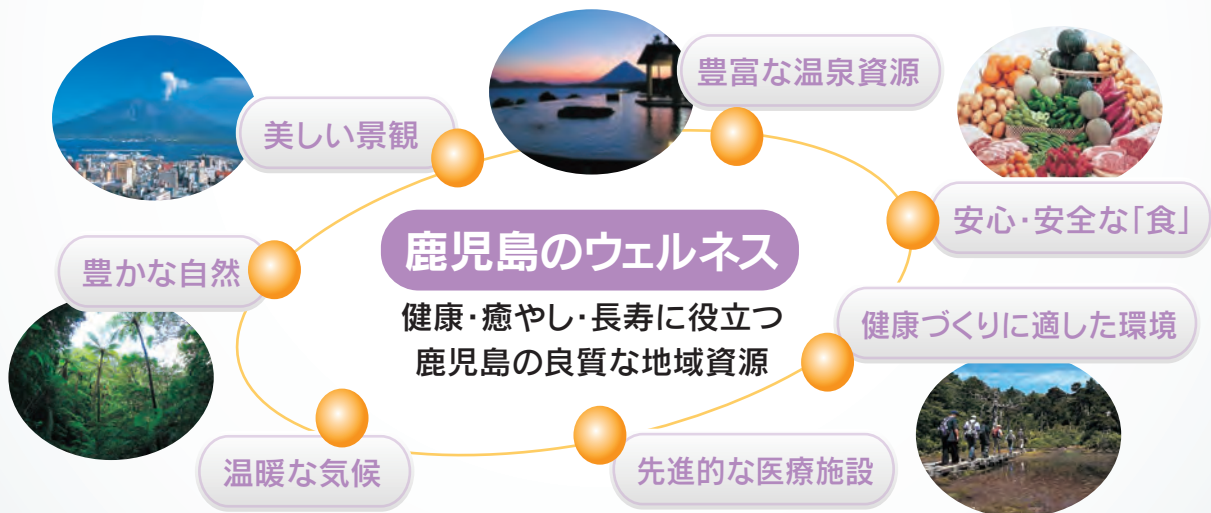 豊富な温泉資源
美しい景観
安心・安全な「食」
鹿児島のウェルネス
豊かな自然
健康・癒やし・長寿に役立つ
鹿児島の良質な地域資源
健康づくりに適した環境
温暖な気候
先進的な医療施設